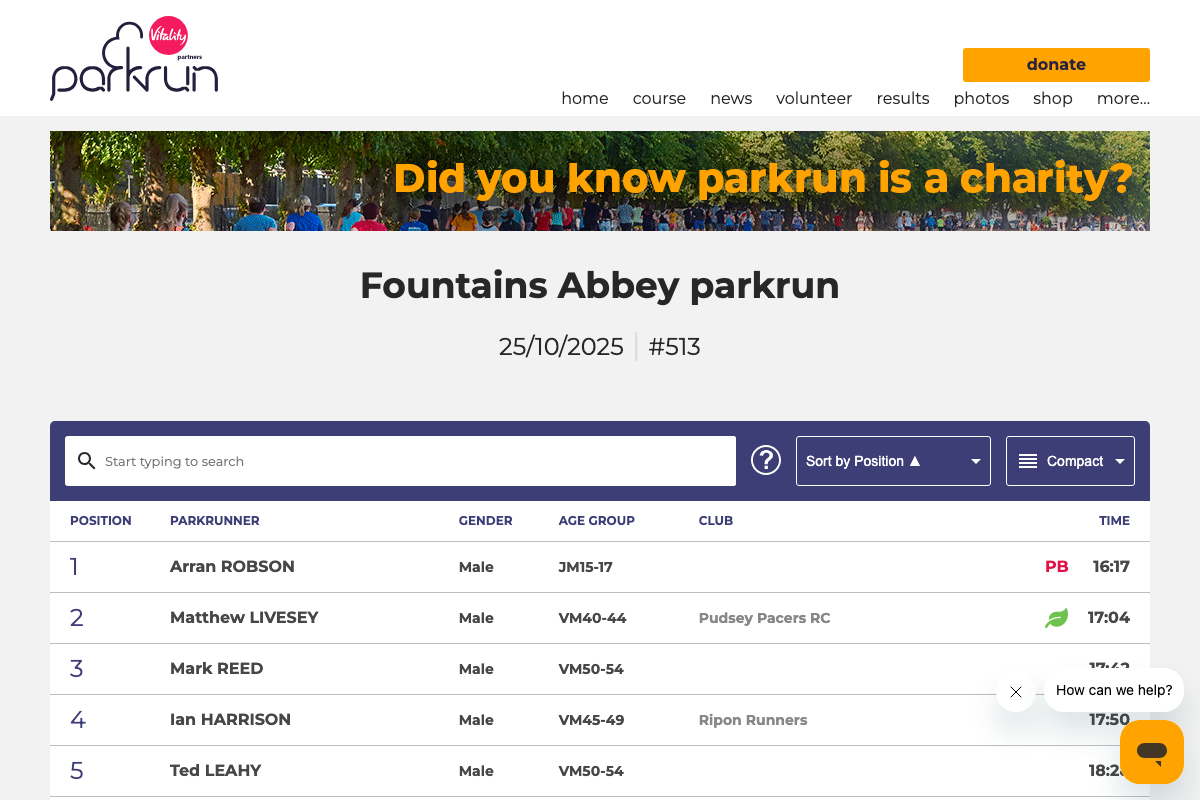 Vitality
partners
parkrun
donate
home course news volunteer results photos shop more...
Did you know parkrun is a charity?
Fountains Abbey parkrun
25/10/2025 #513
Start typing to search ? Sort by Position ▲ Compact
POSITION PARKRUNNER GENDER AGE GROUP CLUB TIME
1 Arran ROBSON Male JM15-17 PB 16:17
2 Matthew LIVESEY Male VM40-44 Pudsey Pacers RC 17:04
3 Mark REED Male VM50-54
How can we help?
4 Ian HARRISON Male VM45-49 Ripon Runners 17:50
5 Ted LEAHY Male VM50-54